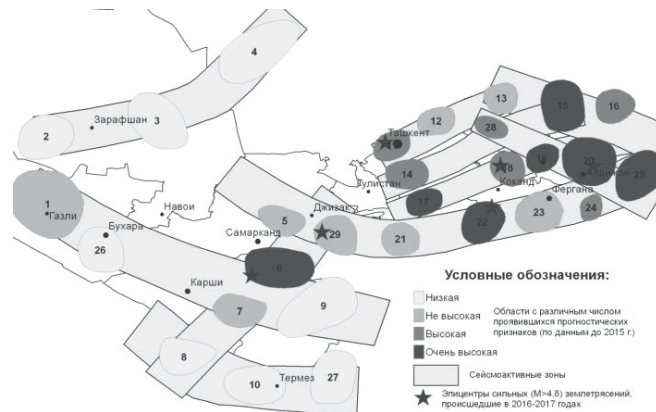 4
13
15
16
Зарафшан
3
12
2
Ташкент
28
14
18
19
20
25
Гулистан
Коканд
1
Газли
Навои
Джизак
17
Фергана
5
22
23
24
Бухара
Самарканд
29
21
26
6
Карши
7
9
8
10
Термез
27
Условные обозначения:
Низкая
Не высокая
Высокая
Очень высокая
Области с различным числом
проявившихся прогностических
признаков (по данным до 2015 г.)
Сейсмоактивные зоны
Эпицентры сильных (М>4,8) землетрясений,
происшедшие в 2016-2017 годах